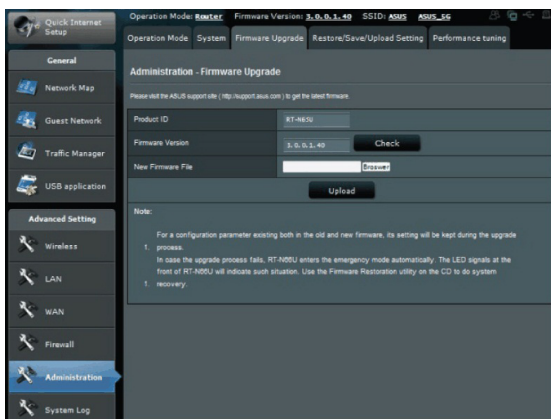 Quick Internet
Setup
Operation Mode: Router Firmware Version: 3.0.0.1.40 SSID: ASUS ASUS_5G
Operation Mode System Firmware Upgrade Restore/Save/Upload Setting Performance tuning
General
Network Map
Guest Network
Traffic Manager
USB application
Advanced Setting
Wireless
LAN
WAN
Firewall
Administration
System Log
Administration - Firmware Upgrade
Please visit the ASUS support site ( http://support.asus.com ) to get the latest firmware.
Product ID RT-N65U
Firmware Version 3.0.0.1.40 Check
New Firmware File Browser
Upload
Note:
For a configuration parameter existing both in the old and new firmware, its setting will be kept during the upgrade
1. process.
In case the upgrade process fails, RT-N66U enters the emergency mode automatically. The LED signals at the
front of RT-N66U will indicate such situation. Use the Firmware Restoration utility on the CD to do system
1. recovery.